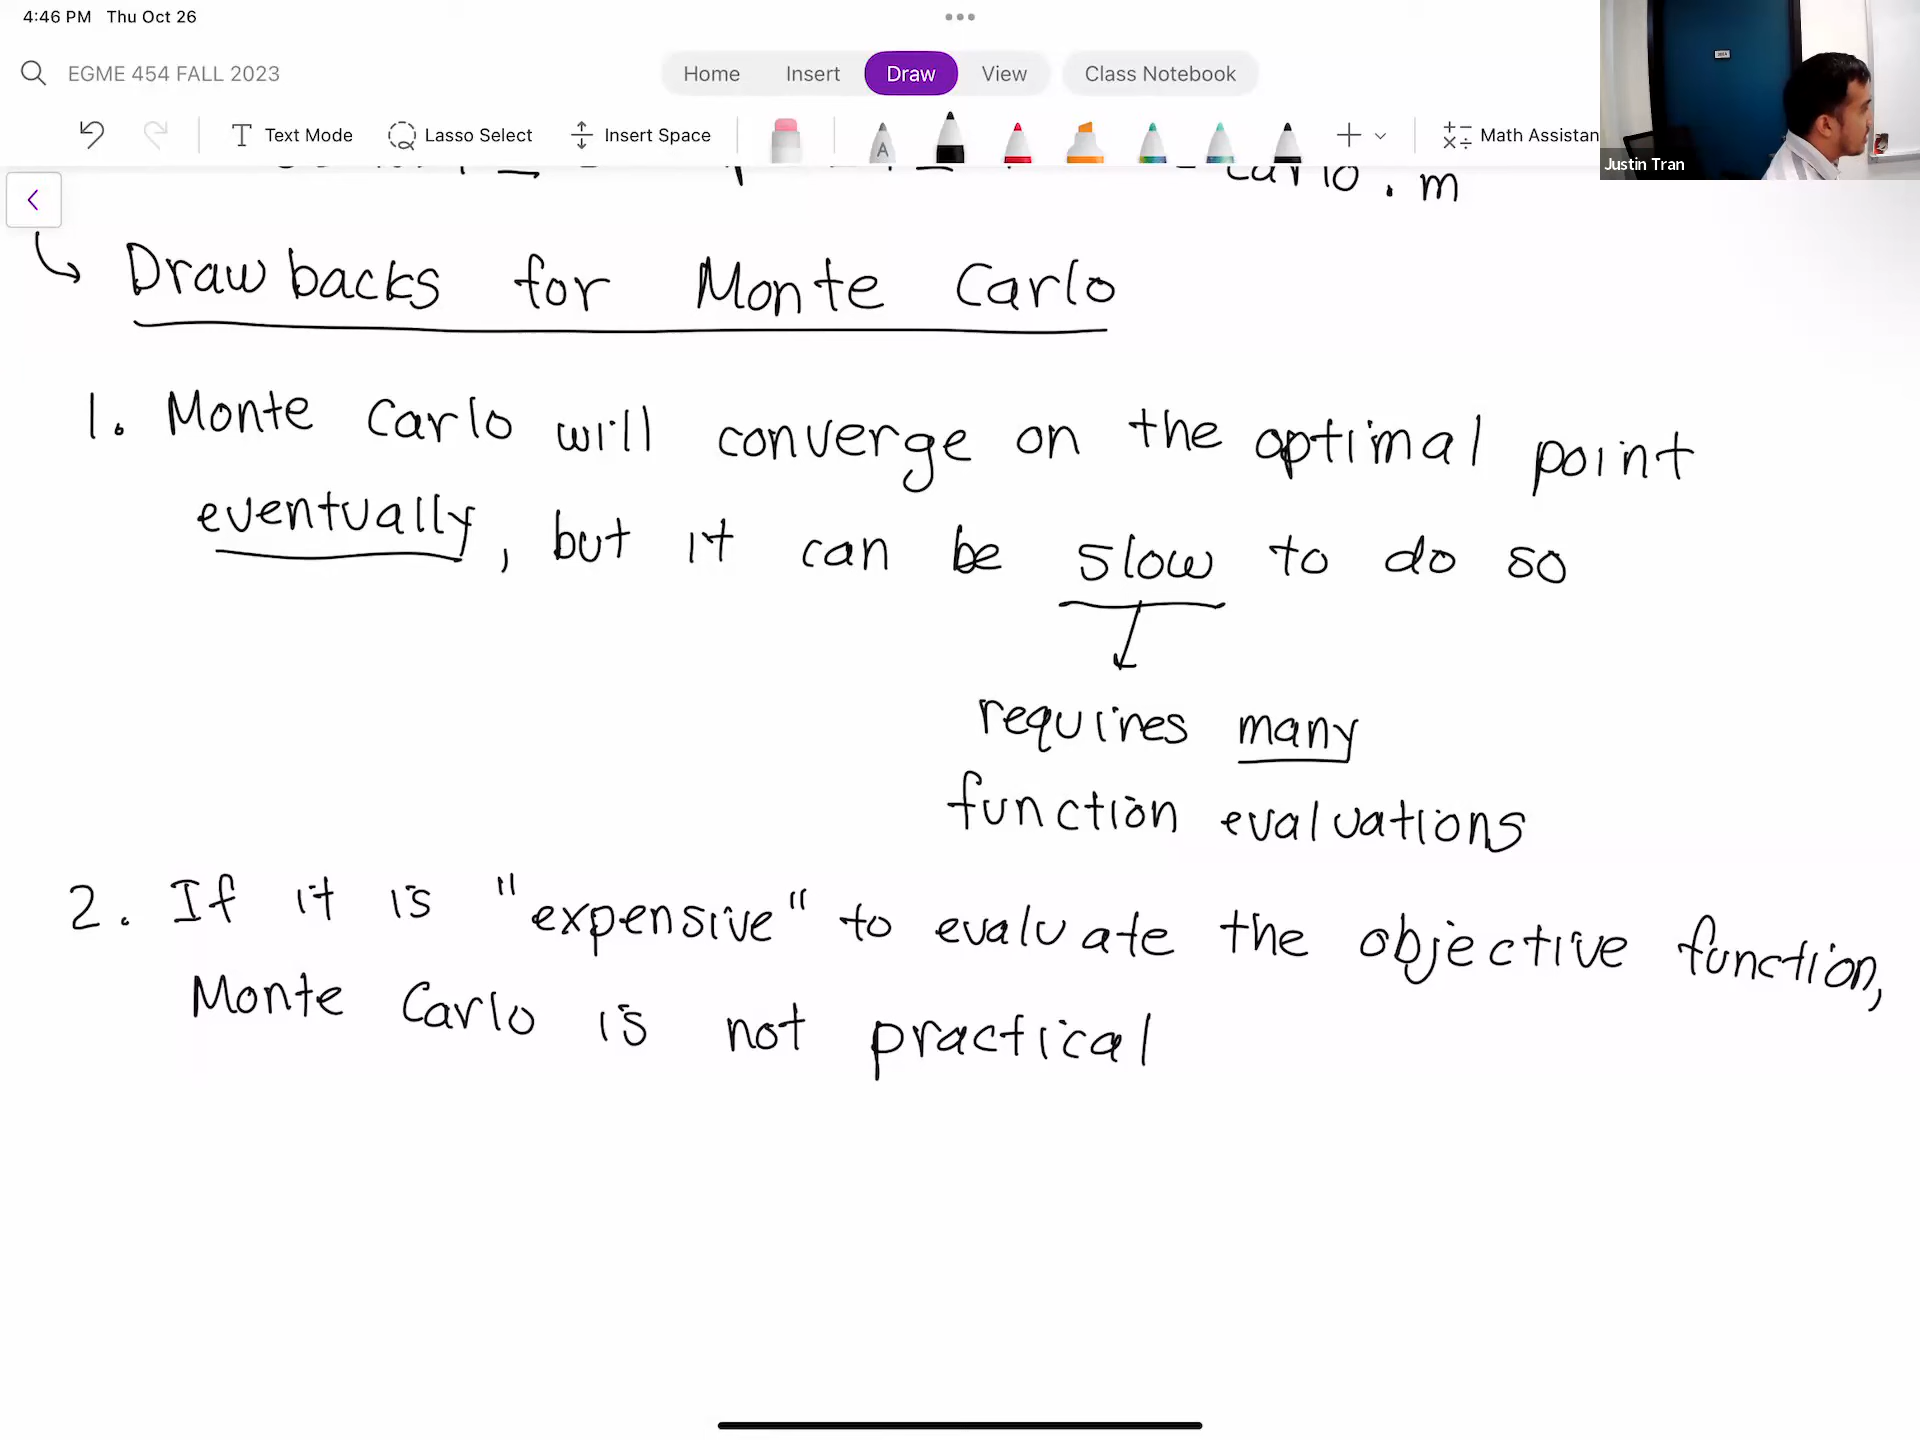 4:46 PM Thu Oct 26
EGME 454 FALL 2023
Home Insert Draw View Class Notebook
Text Mode Lasso Select Insert Space A Math Assistan
Justin Tran
carlo.m
Drawbacks for Monte Carlo
1. Monte Carlo will converge on the optimal point
eventually, but it can be slow to do so
requires many
function evaluations
2. If it is "expensive" to evaluate the objective function,
Monte Carlo is not practical